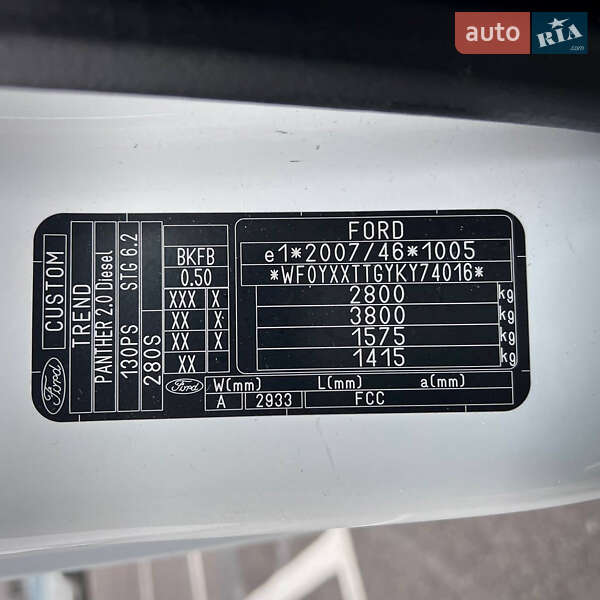 auto RIA.com
CUSTOM
TREND
PANTHER 2.0 Diesel
130PS STG 6.2
280S
BKFB
0.50
XXX X
XX X
XX X
XX
FORD
e1*2007/46*1005
*WF0YXXTTGYKY74016*
2800 kg
3800 kg
1575 kg
1415 kg
Ford
Ford
W(mm) L(mm) a(mm)
A 2933 FCC